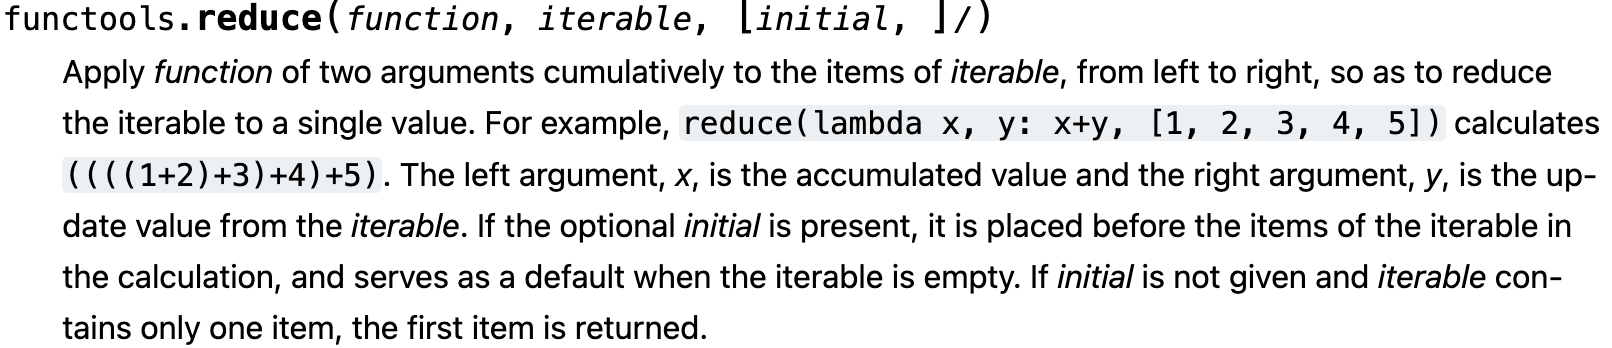 functools.reduce(function, iterable, [initial, ]/)
Apply function of two arguments cumulatively to the items of iterable, from left to right, so as to reduce
the iterable to a single value. For example, reduce(lambda x, y: x+y, [1, 2, 3, 4, 5]) calculates
((((1+2)+3)+4)+5). The left argument, x, is the accumulated value and the right argument, y, is the up-
date value from the iterable. If the optional initial is present, it is placed before the items of the iterable in
the calculation, and serves as a default when the iterable is empty. If initial is not given and iterable con-
tains only one item, the first item is returned.